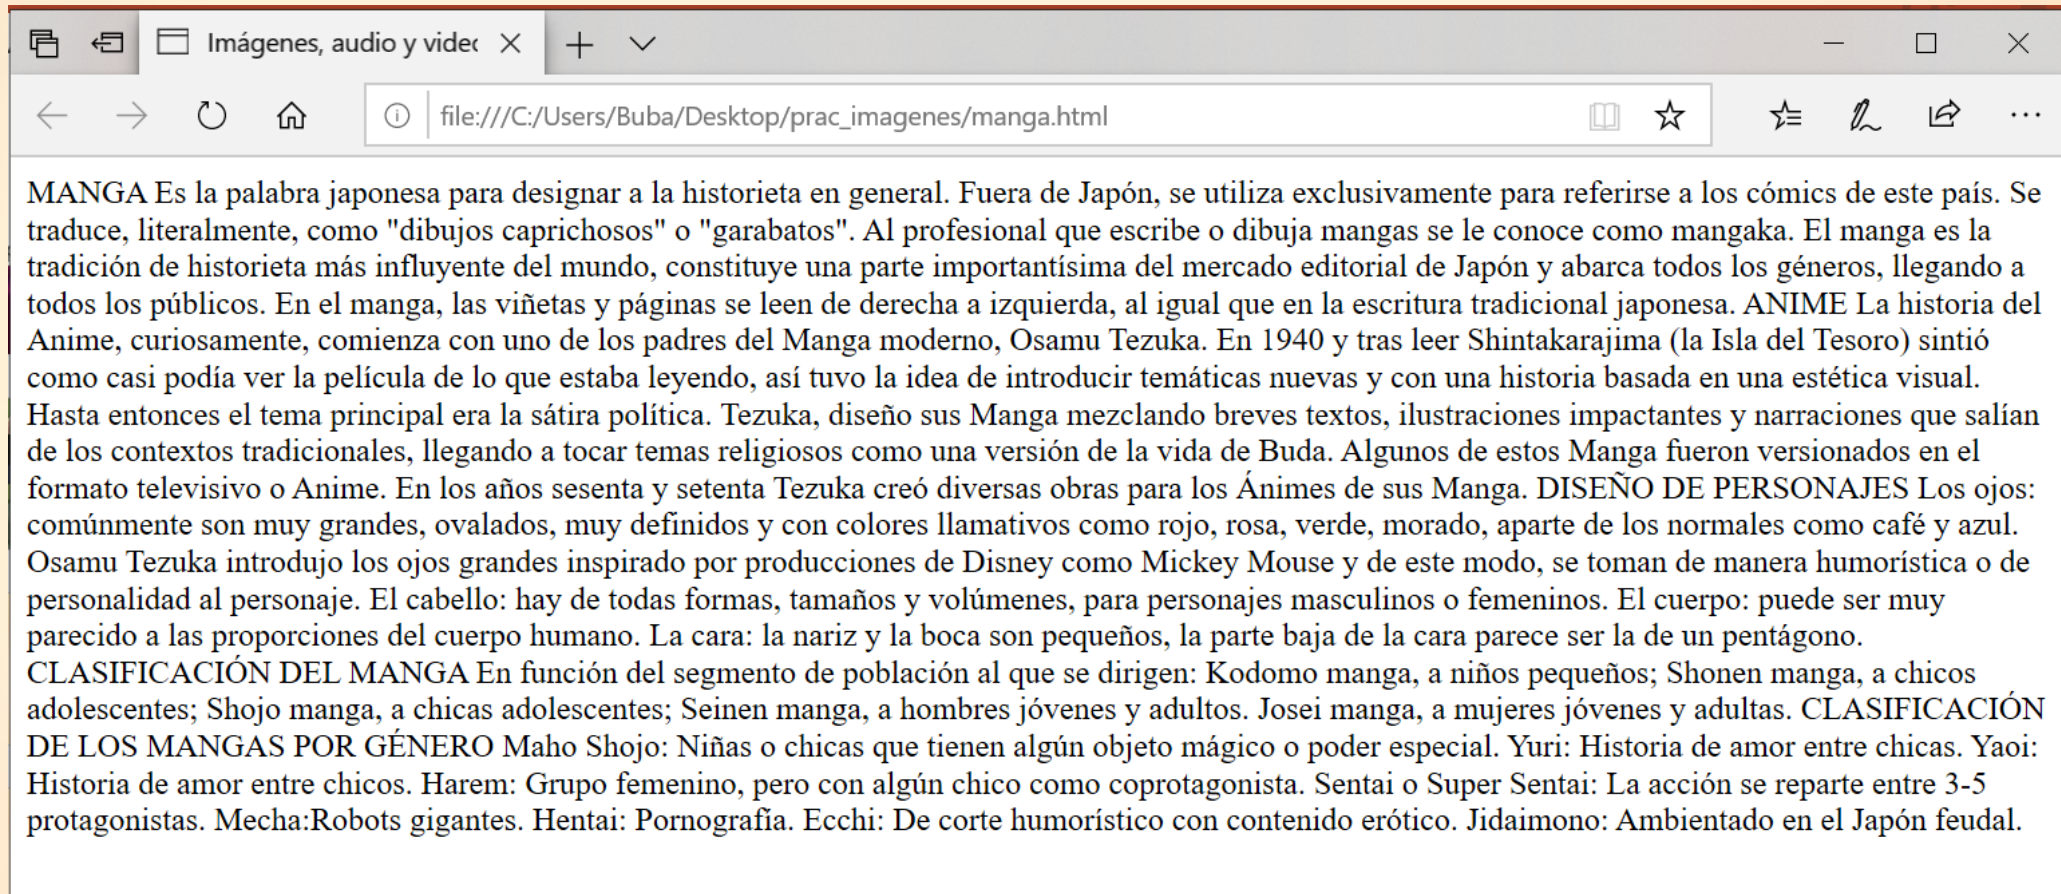 Imágenes, audio y videc
file:///C:/Users/Buba/Desktop/prac_imagenes/manga.html
MANGA Es la palabra japonesa para designar a la historieta en general. Fuera de Japón, se utiliza exclusivamente para referirse a los cómics de este país. Se
traduce, literalmente, como "dibujos caprichosos" o "garabatos". Al profesional que escribe o dibuja mangas se le conoce como mangaka. El manga es la
tradición de historieta más influyente del mundo, constituye una parte importantísima del mercado editorial de Japón y abarca todos los géneros, llegando a
todos los públicos. En el manga, las viñetas y páginas se leen de derecha a izquierda, al igual que en la escritura tradicional japonesa. ANIME La historia del
Anime, curiosamente, comienza con uno de los padres del Manga moderno, Osamu Tezuka. En 1940 y tras leer Shintakarajima (la Isla del Tesoro) sintió
como casi podía ver la película de lo que estaba leyendo, así tuvo la idea de introducir temáticas nuevas y con una historia basada en una estética visual.
Hasta entonces el tema principal era la sátira política. Tezuka, diseño sus Manga mezclando breves textos, ilustraciones impactantes y narraciones que salían
de los contextos tradicionales, llegando a tocar temas religiosos como una versión de la vida de Buda. Algunos de estos Manga fueron versionados en el
formato televisivo o Anime. En los años sesenta y setenta Tezuka creó diversas obras para los Ánimes de sus Manga. DISEÑO DE PERSONAJES Los ojos:
comúnmente son muy grandes, ovalados, muy definidos y con colores llamativos como rojo, rosa, verde, morado, aparte de los normales como café y azul.
Osamu Tezuka introdujo los ojos grandes inspirado por producciones de Disney como Mickey Mouse y de este modo, se toman de manera humorística o de
personalidad al personaje. El cabello: hay de todas formas, tamaños y volúmenes, para personajes masculinos o femeninos. El cuerpo: puede ser muy
parecido a las proporciones del cuerpo humano. La cara: la nariz y la boca son pequeños, la parte baja de la cara parece ser la de un pentágono.
CLASIFICACIÓN DEL MANGA En función del segmento de población al que se dirigen: Kodomo manga, a niños pequeños; Shonen manga, a chicos
adolescentes; Shojo manga, a chicas adolescentes; Seinen manga, a hombres jóvenes y adultos. Josei manga, a mujeres jóvenes y adultas. CLASIFICACIÓN
DE LOS MANGAS POR GÉNERO Maho Shojo: Niñas o chicas que tienen algún objeto mágico o poder especial. Yuri: Historia de amor entre chicas. Yaoi:
Historia de amor entre chicos. Harem: Grupo femenino, pero con algún chico como coprotagonista. Sentai o Super Sentai: La acción se reparte entre 3-5
protagonistas. Mecha:Robots gigantes. Hentai: Pornografía. Ecchi: De corte humorístico con contenido erótico. Jidaimono: Ambientado en el Japón feudal.